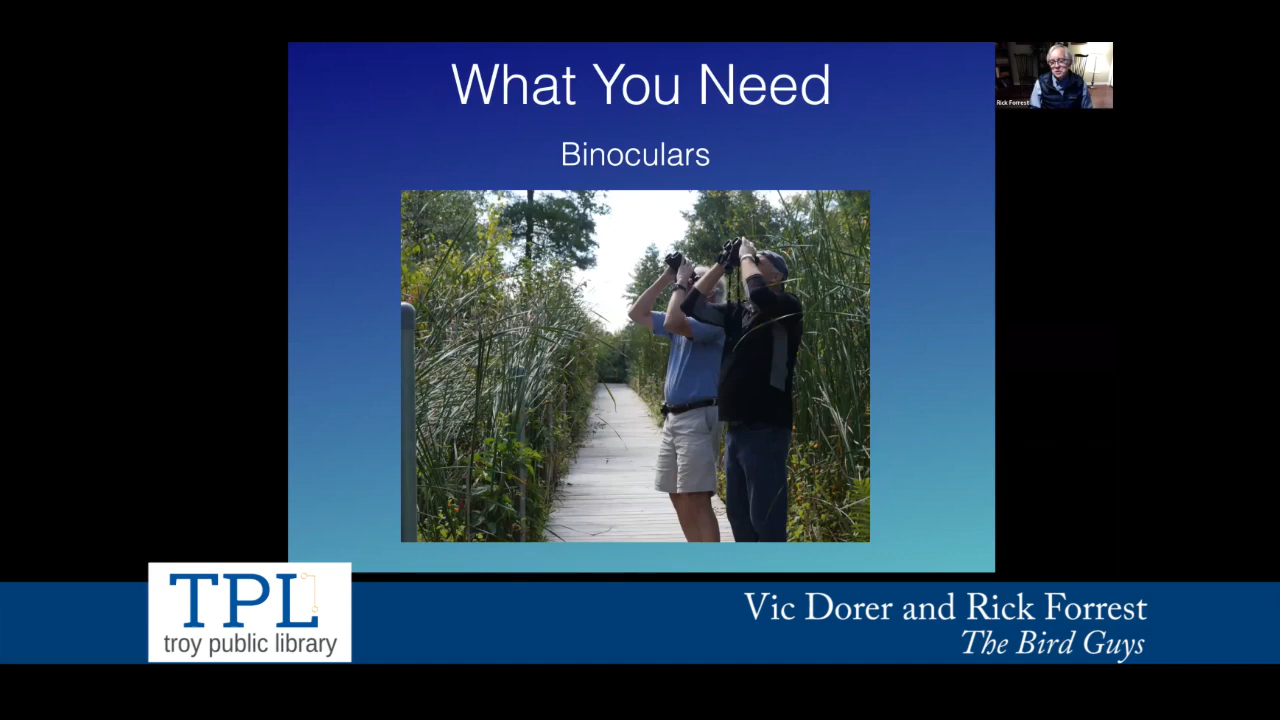 What You Need
Binoculars
Rick Forrest
TPL
troy public library
Vic Dorer and Rick Forrest
The Bird Guys